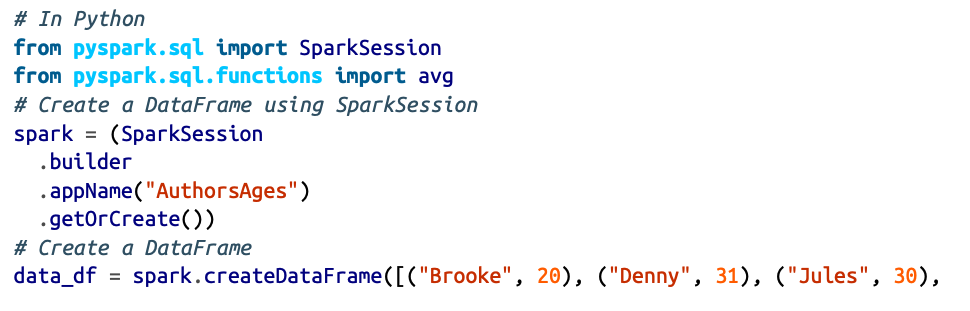 # In Python
from pyspark.sql import SparkSession
from pyspark.sql.functions import avg
# Create a DataFrame using SparkSession
spark = (SparkSession
  .builder
  .appName("AuthorsAges")
  .getOrCreate())
# Create a DataFrame
data_df = spark.createDataFrame([("Brooke", 20), ("Denny", 31), ("Jules", 30),